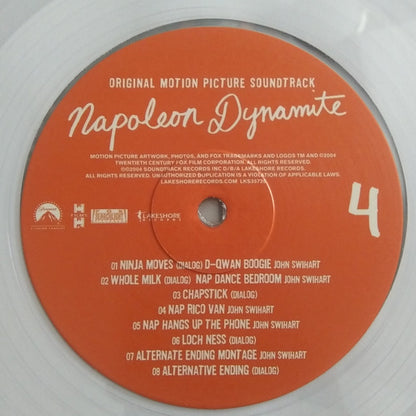 ORIGINAL MOTION PICTURE SOUNDTRACK
Napoleon Dynamite
MOTION PICTURE ARTWORK, PHOTOS, AND FOX TRADEMARKS AND LOGOS TM AND ©2004
TWENTIETH CENTURY FOX FILM CORPORATION. ALL RIGHTS RESERVED.
℗©2004 SOUNDTRACK RECORDS INC D/B/A LAKESHORE RECORDS.
ALL RIGHTS RESERVED. UNAUTHORIZED DUPLICATION IS A VIOLATION OF APPLICABLE LAWS.
LAKESHORERECORDS.COM
4
LAKESHORE
01 NINJA MOVES (DIALOG) D-QWAN BOOGIE JOHN SWIHART
02 WHOLE MILK (DIALOG) NAP DANCE BEDROOM JOHN SWIHART
03 CHAPSTICK (DIALOG)
04 NAP RICO VAN JOHN SWIHART
05 NAP HANGS UP THE PHONE JOHN SWIHART
06 LOCH NESS (DIALOG)
07 ALTERNATE ENDING MONTAGE JOHN SWIHART
08 ALTERNATIVE ENDING (DIALOG)